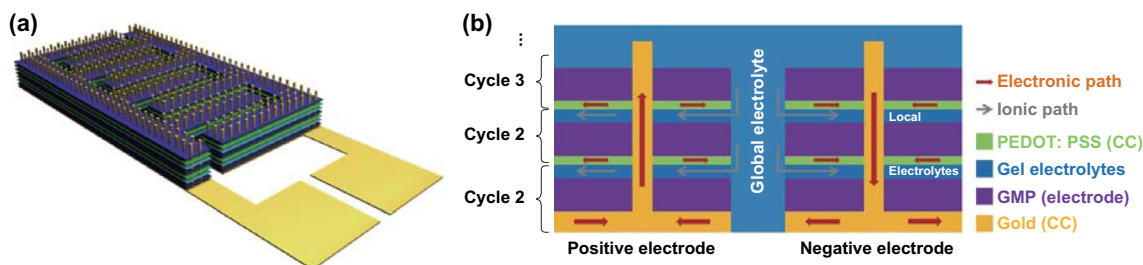 (a)
(b)
⋮
Cycle 3
Cycle 2
Cycle 2
Global electrolyte
Local
Electrolytes
Positive electrode
Negative electrode
Electronic path
Ionic path
PEDOT: PSS (CC)
Gel electrolytes
GMP (electrode)
Gold (CC)